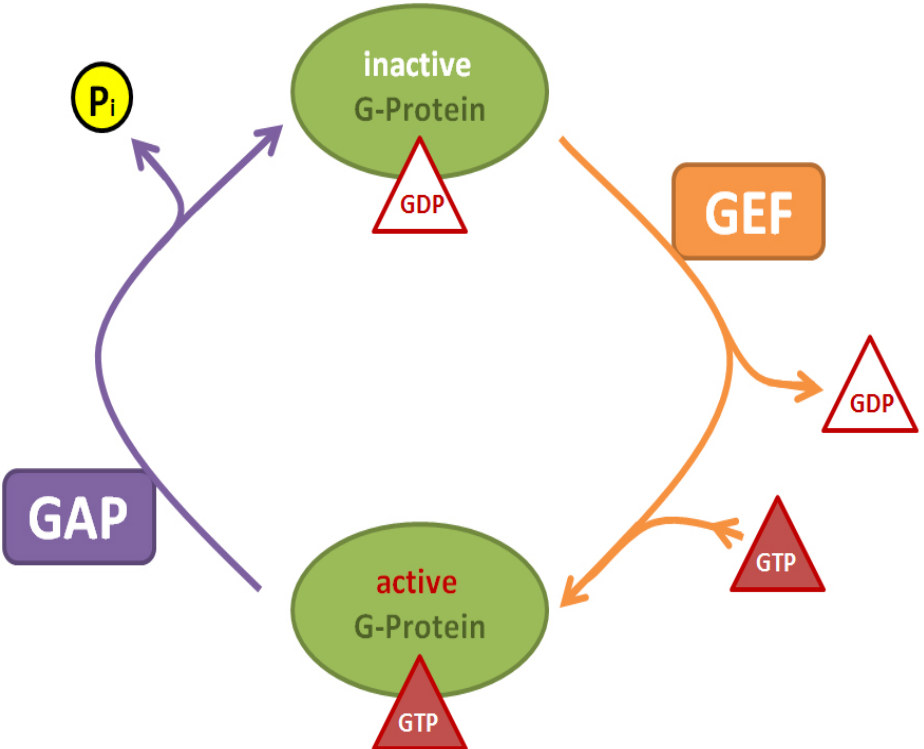 inactive
G-Protein
GDP
Pi
GEF
GDP
GTP
GAP
active
G-Protein
GTP